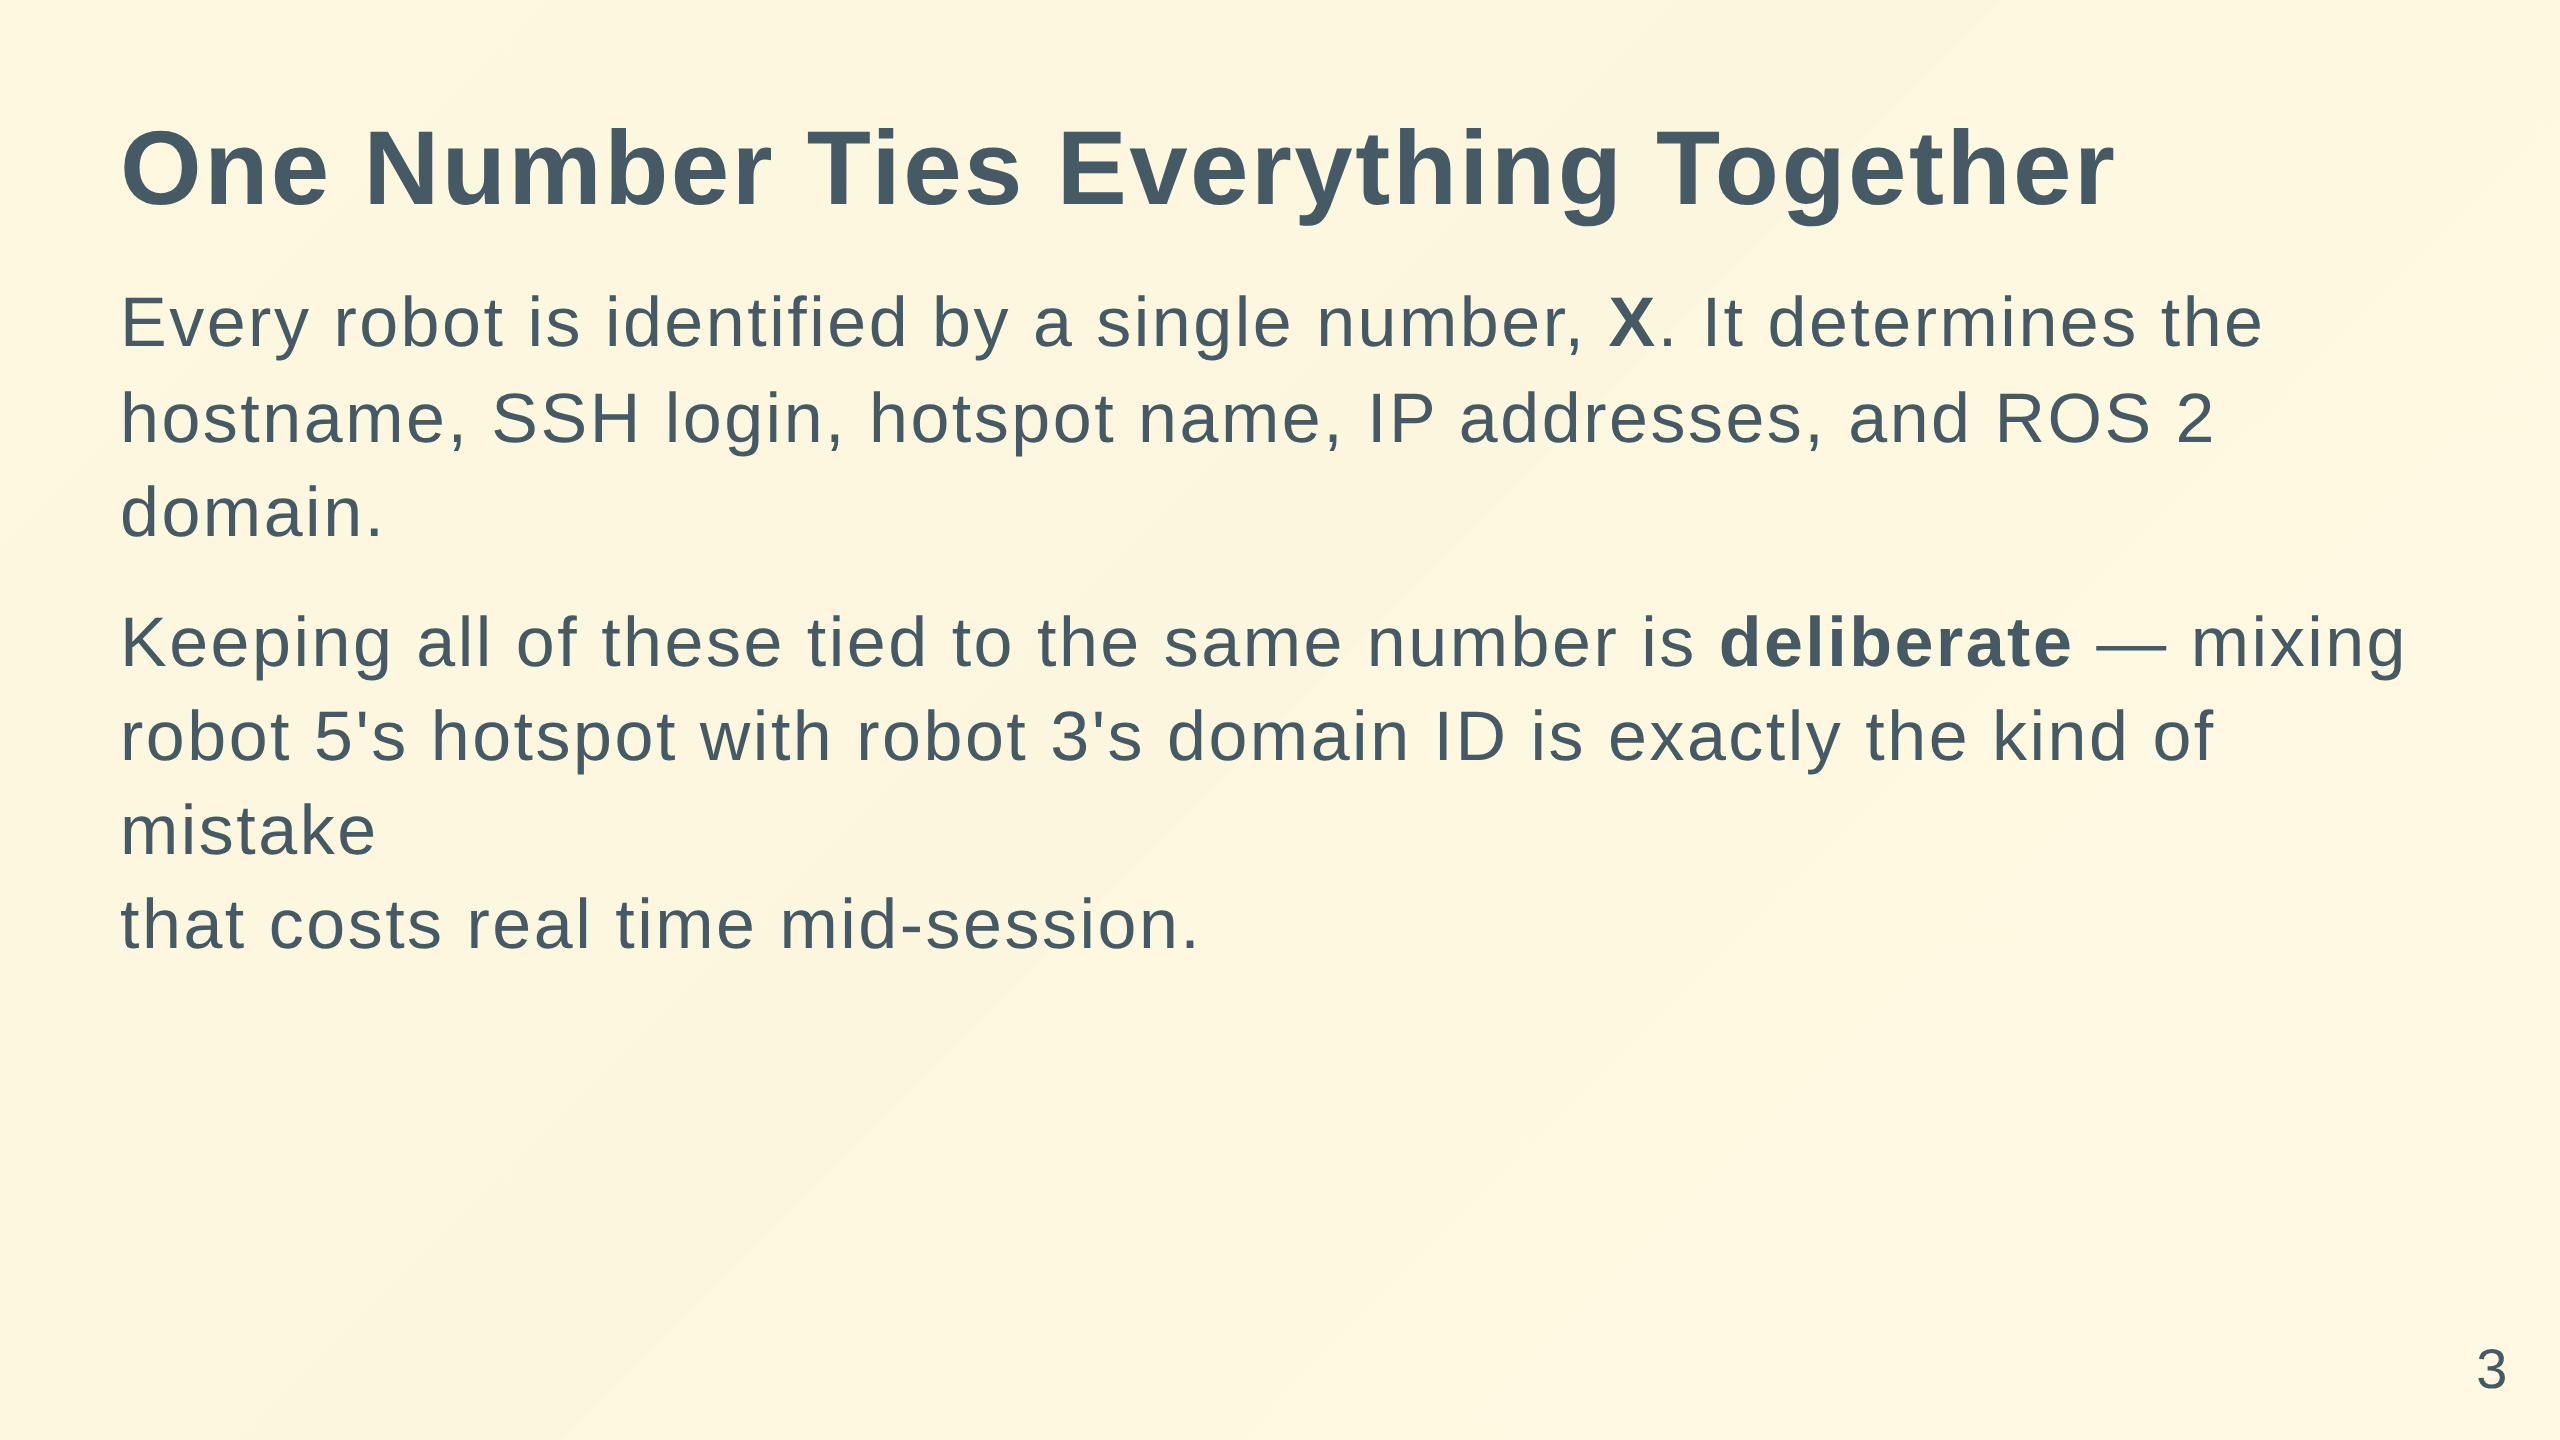 One Number Ties Everything Together
Every robot is identified by a single number, X. It determines the
hostname, SSH login, hotspot name, IP addresses, and ROS 2
domain.
Keeping all of these tied to the same number is deliberate — mixing
robot 5's hotspot with robot 3's domain ID is exactly the kind of
mistake
that costs real time mid-session.
3